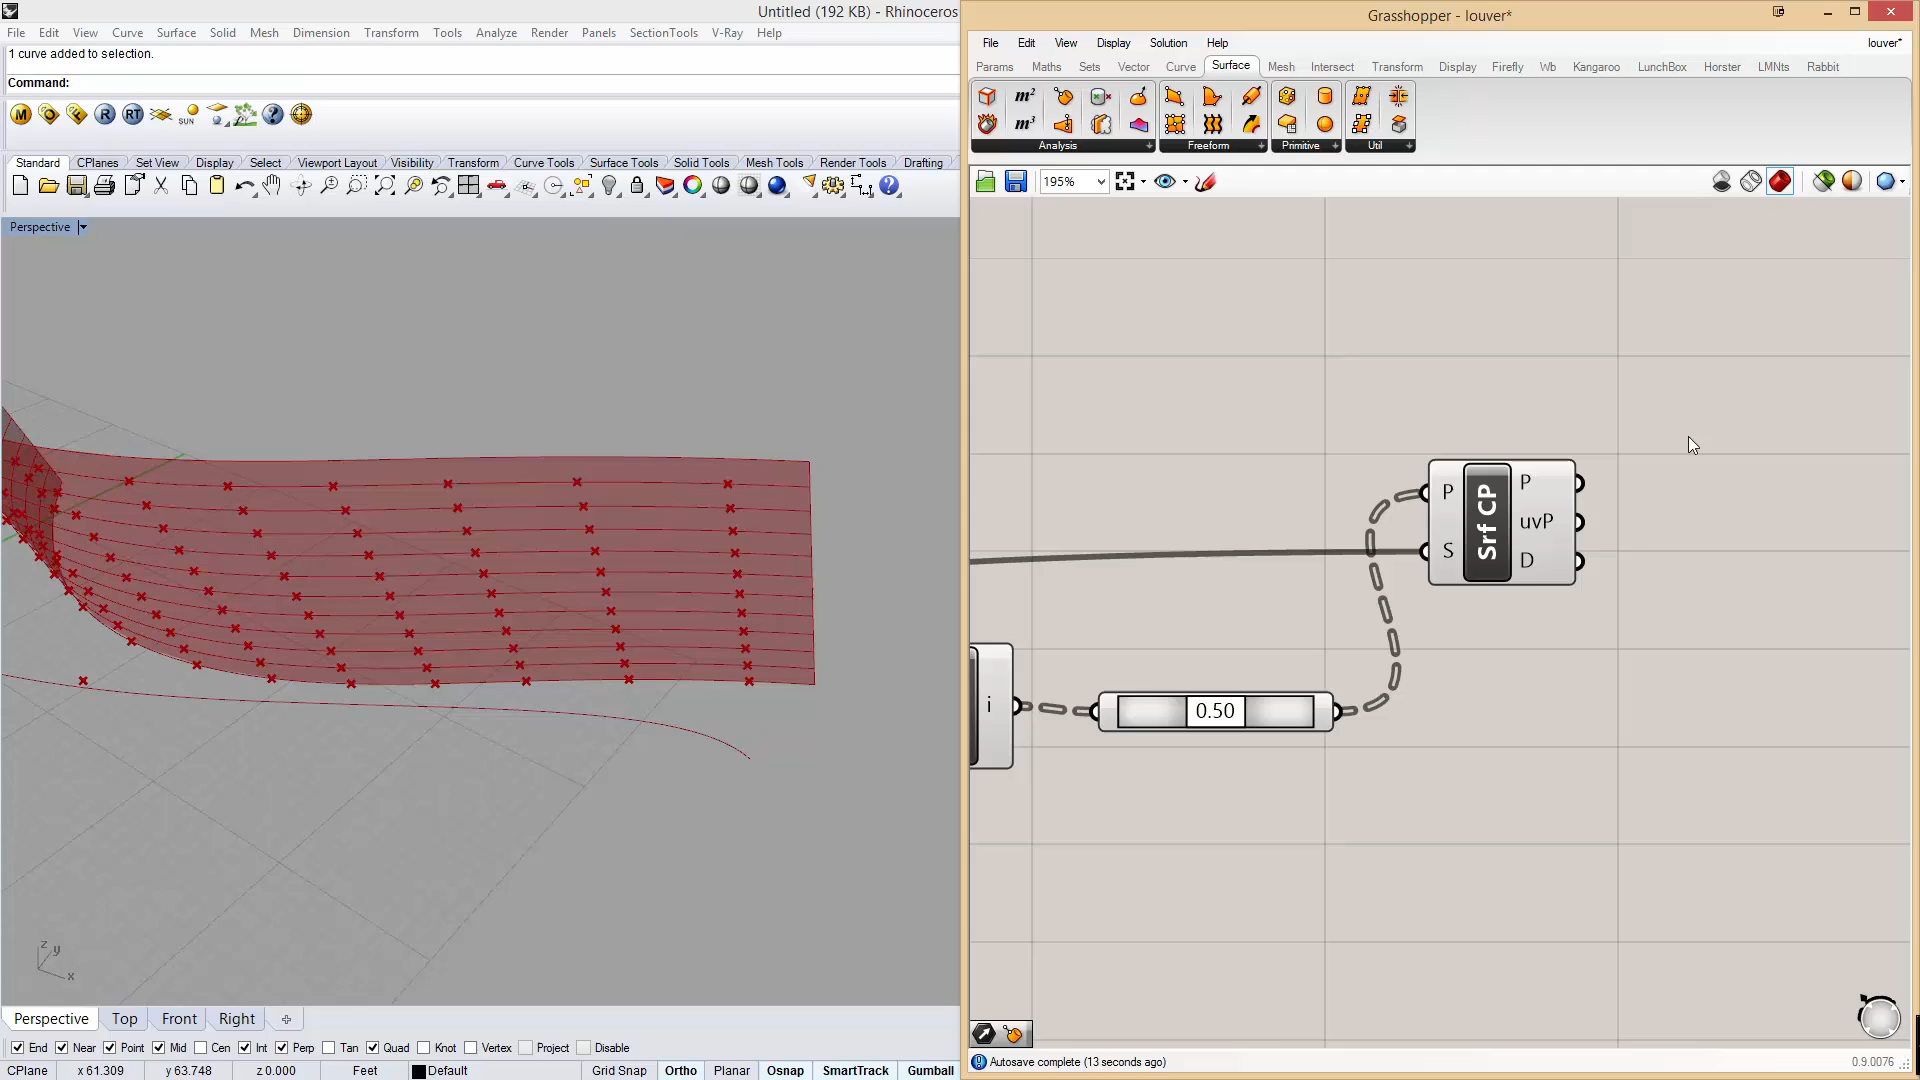 Untitled (192 KB) - Rhinoceros
File Edit View Curve Surface Solid Mesh Dimension Transform Tools Analyze Render Panels SectionTools V-Ray Help
1 curve added to selection.
Command:
M R RT SUN
Standard CPlanes Set View Display Select Viewport Layout Visibility Transform Curve Tools Surface Tools Solid Tools Mesh Tools Render Tools Drafting
Perspective
z y x
Perspective Top Front Right
End Near Point Mid Cen Int Perp Tan Quad Knot Vertex Project Disable
CPlane x 61.309 y 63.748 z 0.000 Feet Default Grid Snap Ortho Planar Osnap SmartTrack Gumball
Grasshopper - louver*
File Edit View Display Solution Help louver*
Params Maths Sets Vector Curve Surface Mesh Intersect Transform Display Firefly Wb Kangaroo LunchBox Horster LMNts Rabbit
m²
m³
Analysis Freeform Primitive Util
195%
P S Srf CP P uvP D
i 0.50
Autosave complete (13 seconds ago) 0.9.0076